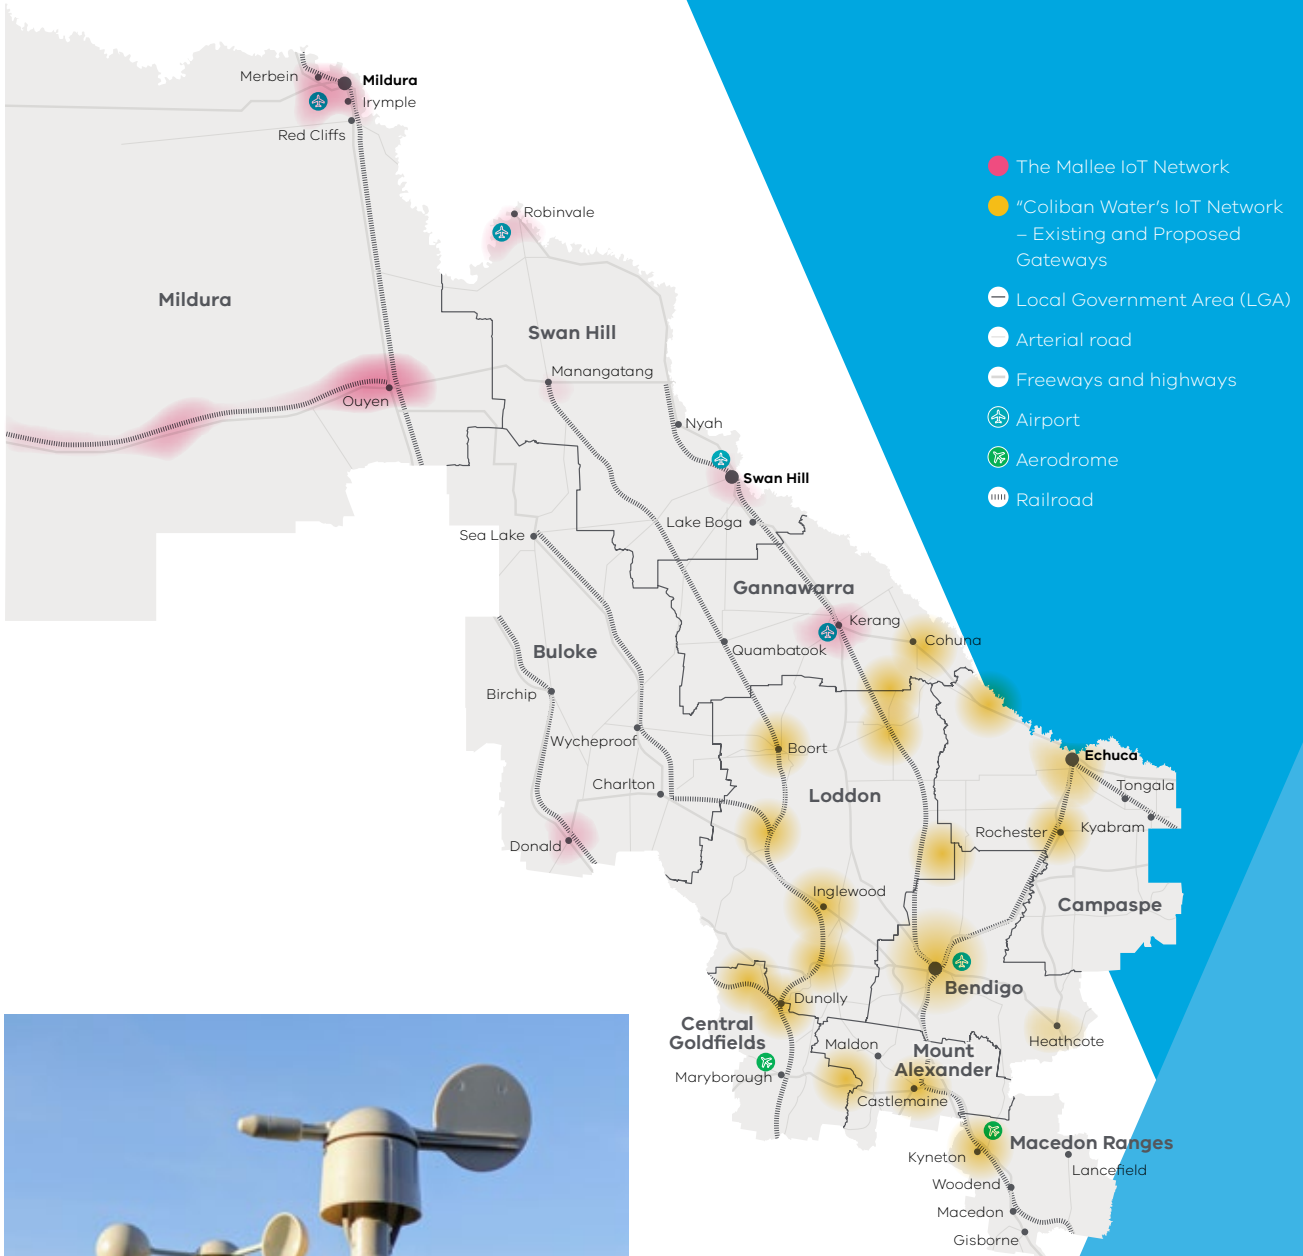 Merbein
Mildura
Irymple
Red Cliffs
The Mallee IoT Network
“Coliban Water’s IoT Network
– Existing and Proposed
Gateways
Robinvale
Mildura
Local Government Area (LGA)
Swan Hill
Arterial road
Manangatang
Freeways and highways
Ouyen
Airport
Nyah
Aerodrome
Swan Hill
Railroad
Lake Boga
Sea Lake
Gannawarra
Kerang
Cohuna
Quambatook
Buloke
Birchip
Wycheproof
Boort
Echuca
Charlton
Tongala
Loddon
Rochester
Kyabram
Donald
Inglewood
Campaspe
Bendigo
Dunolly
Central
Goldfields
Heathcote
Maldon
Mount
Alexander
Maryborough
Castlemaine
Macedon Ranges
Kyneton
Lancefield
Woodend
Macedon
Gisborne